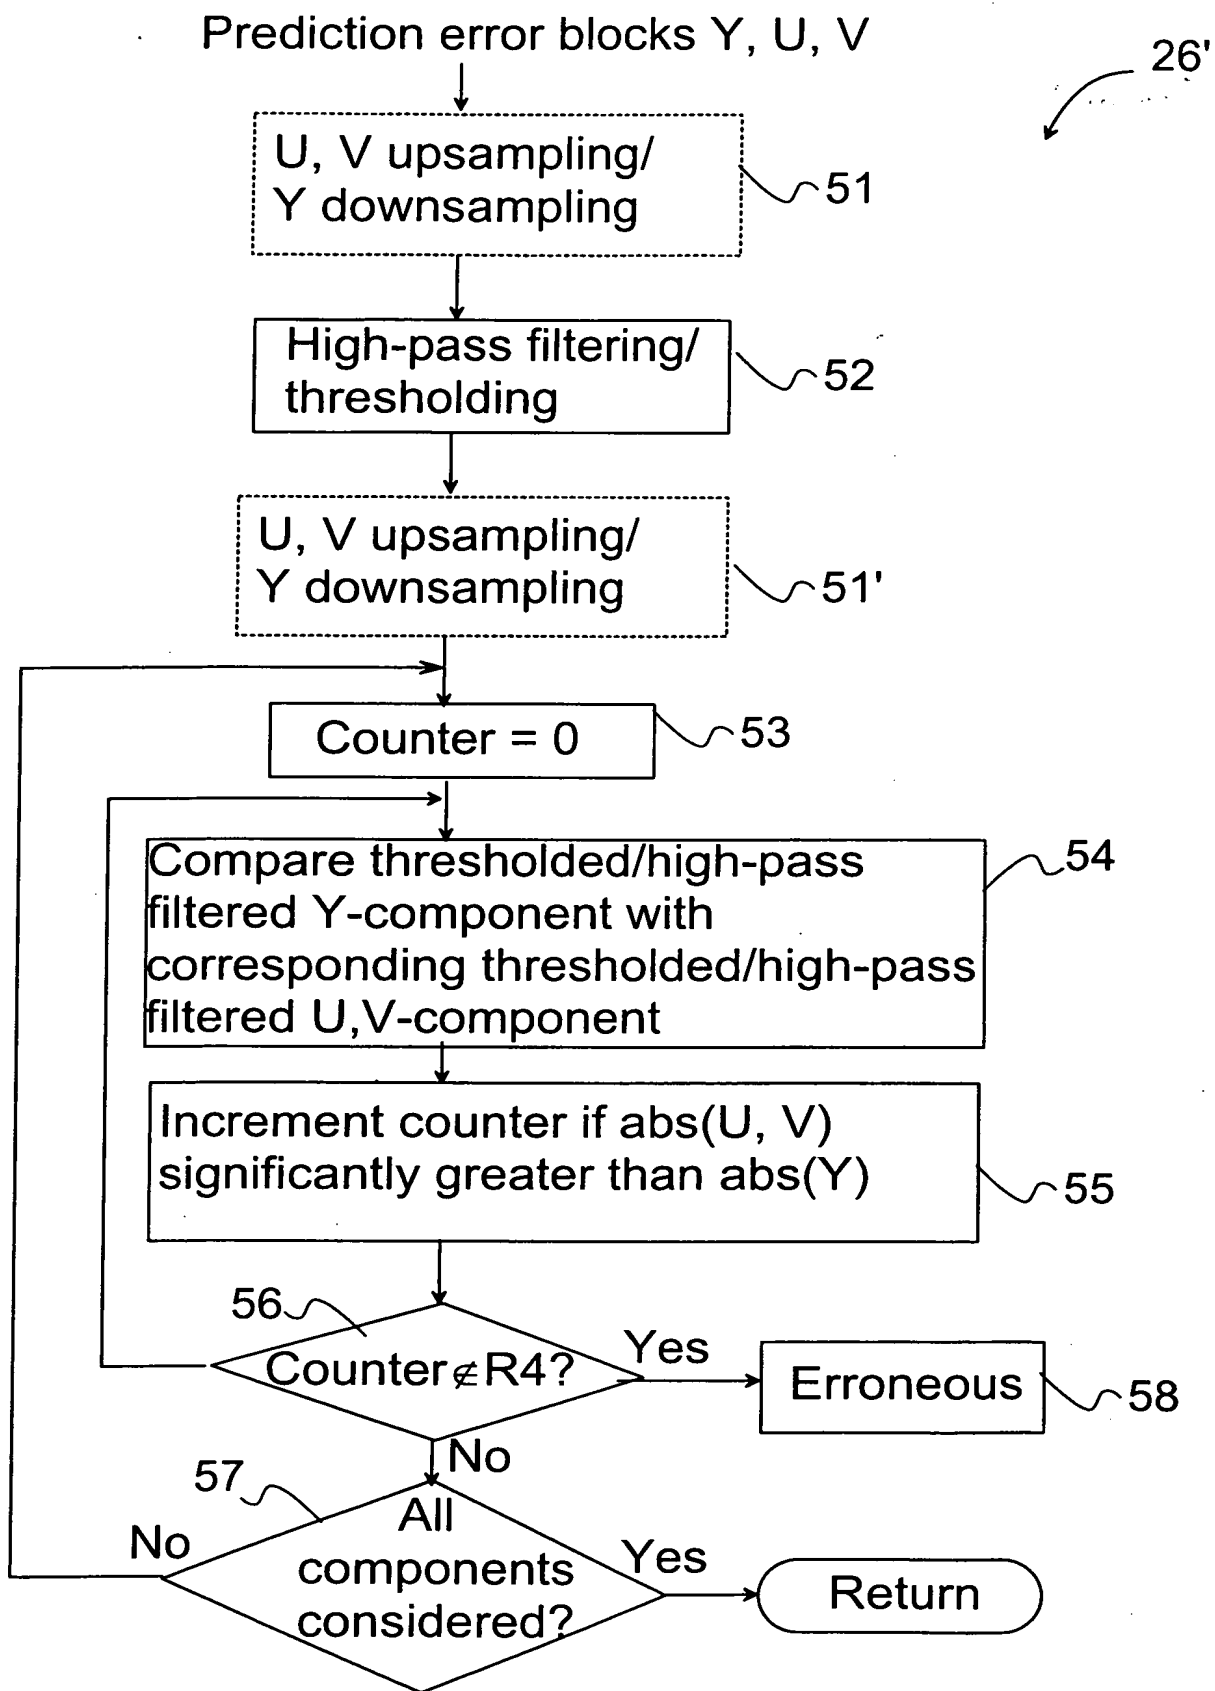 Prediction error blocks Y, U, V
26'
U, V upsampling/
Y downsampling
51
High-pass filtering/
thresholding
52
U, V upsampling/
Y downsampling
51'
Counter = 0
53
Compare thresholded/high-pass
filtered Y-component with
corresponding thresholded/high-pass
filtered U,V-component
54
Increment counter if abs(U, V)
significantly greater than abs(Y)
55
56
Counter∉R4?
Yes
Erroneous
58
No
57
All
components
considered?
No
Yes
Return